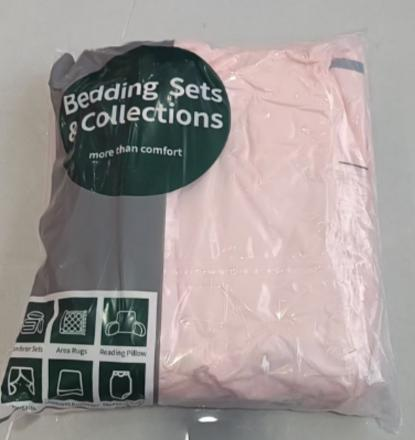 Bedding Sets
& Collections
more than comfort
Area Rugs
Reading Pillow